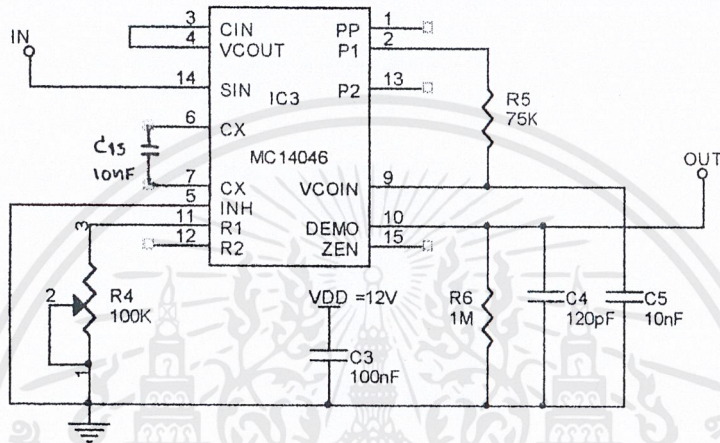 IN
3
4
14
6
7
5
11
12
CIN
VCOUT
SIN
CX
CX
INH
R1
R2
IC3
MC14046
PP
P1
P2
VCOIN
DEMO
ZEN
1
2
13
9
10
15
C15
10nF
R5
75K
OUT
3
2
1
R4
100K
VDD =12V
C3
100nF
R6
1M
C4
120pF
C5
10nF